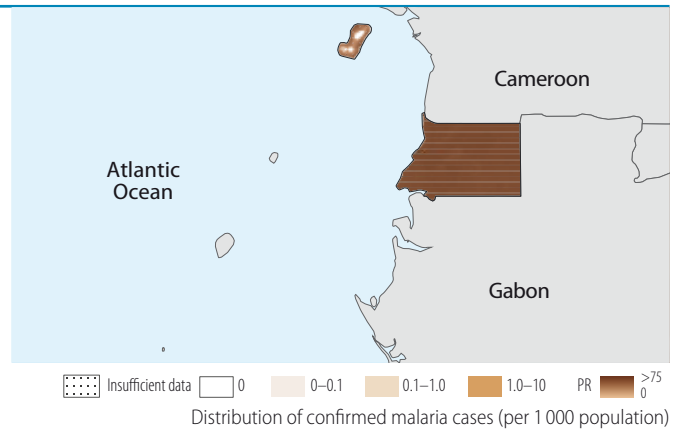 Cameroon
Atlantic
Ocean
Gabon
Insufficient data 0 0–0.1 0.1–1.0 1.0–10 PR >75
0
Distribution of confirmed malaria cases (per 1 000 population)